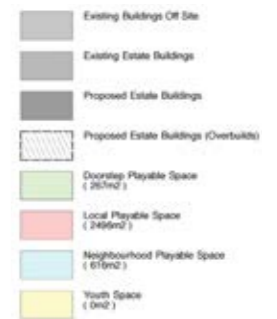 Existing Buildings Off Site
Existing Estate Buildings
Proposed Estate Buildings
Proposed Estate Buildings (Overbuilds)
Doorstep Playable Space
( 267m2 )
Local Playable Space
( 2496m2 )
Neighbourhood Playable Space
( 616m2 )
Youth Space
( 0m2 )